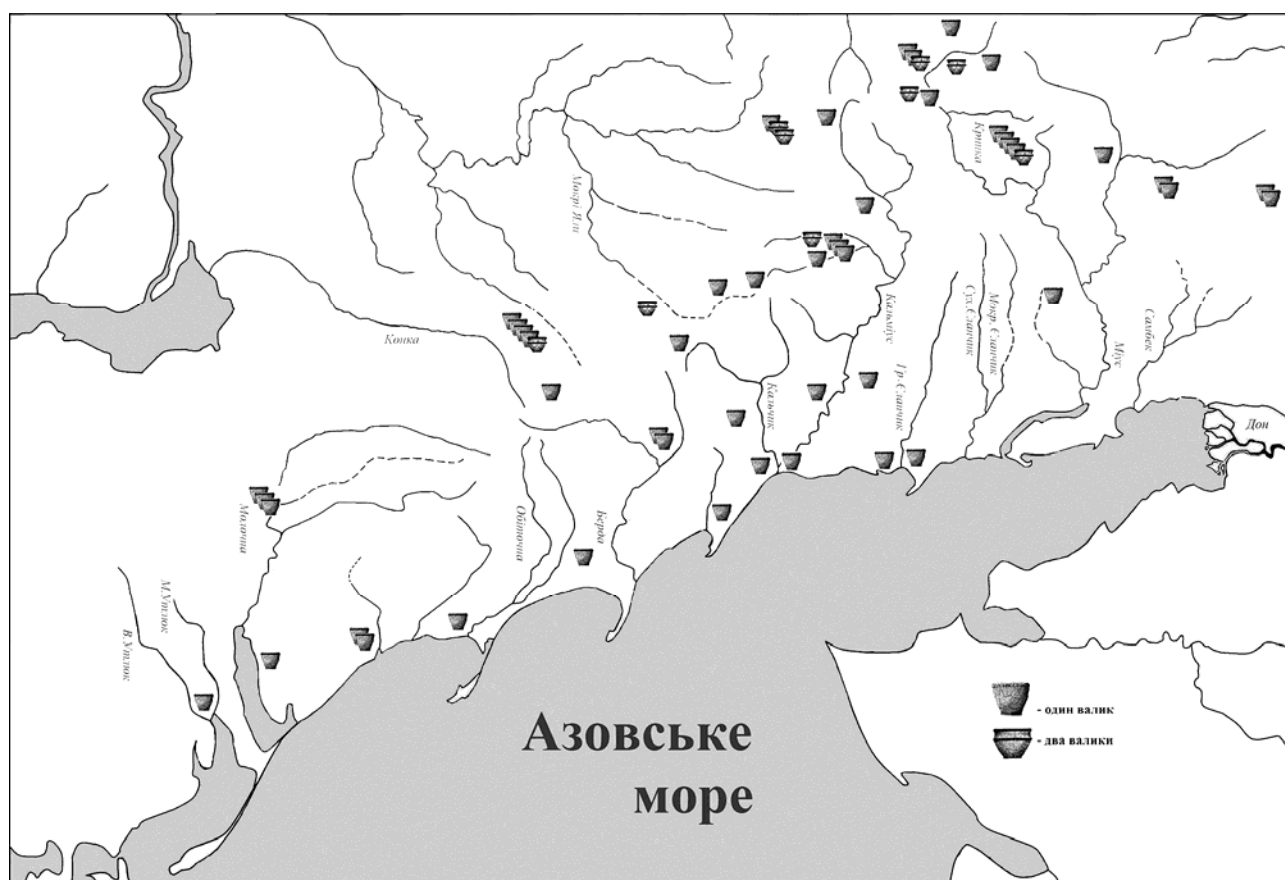 Кринка
Мокрі Яли
Кальміус
Сух.Єланчик
Мокр. Єланчик
Самбек
Конка
Міус
Гр.Єланчик
Кальчик
Дон
Молочна
Обіточна
Берда
М.Утлюк
В.Утлюк
- один валик
- два валики
Азовське
море